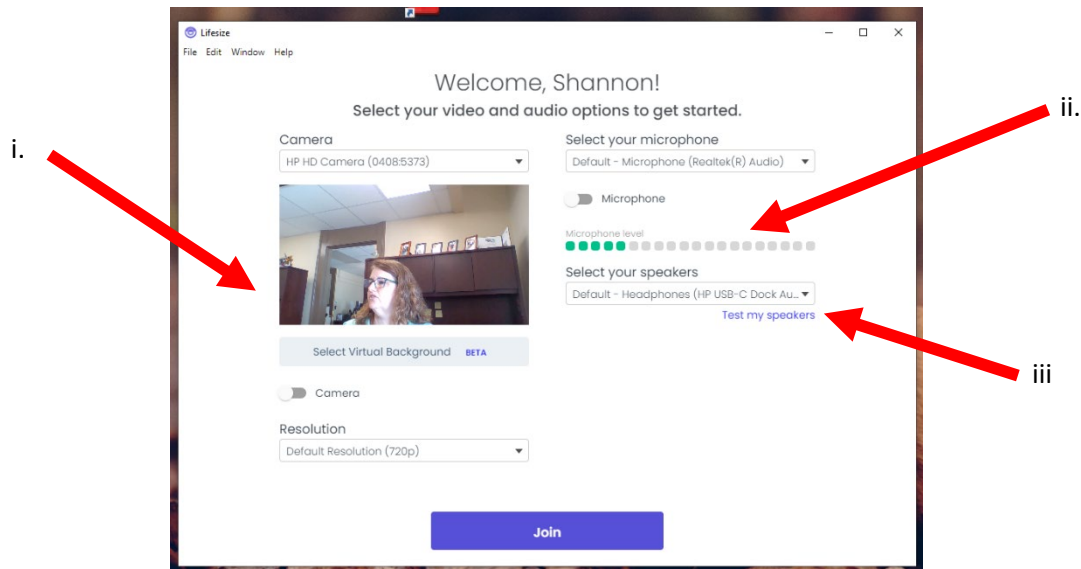 Lifesize
File Edit Window Help
Welcome, Shannon!
Select your video and audio options to get started.
i.
Camera
HP HD Camera (0408:5373)
Select Virtual Background BETA
Camera
Resolution
Default Resolution (720p)
ii.
Select your microphone
Default - Microphone (Realtek(R) Audio)
Microphone
Microphone level
Select your speakers
Default - Headphones (HP USB-C Dock Au...
Test my speakers
iii
Join